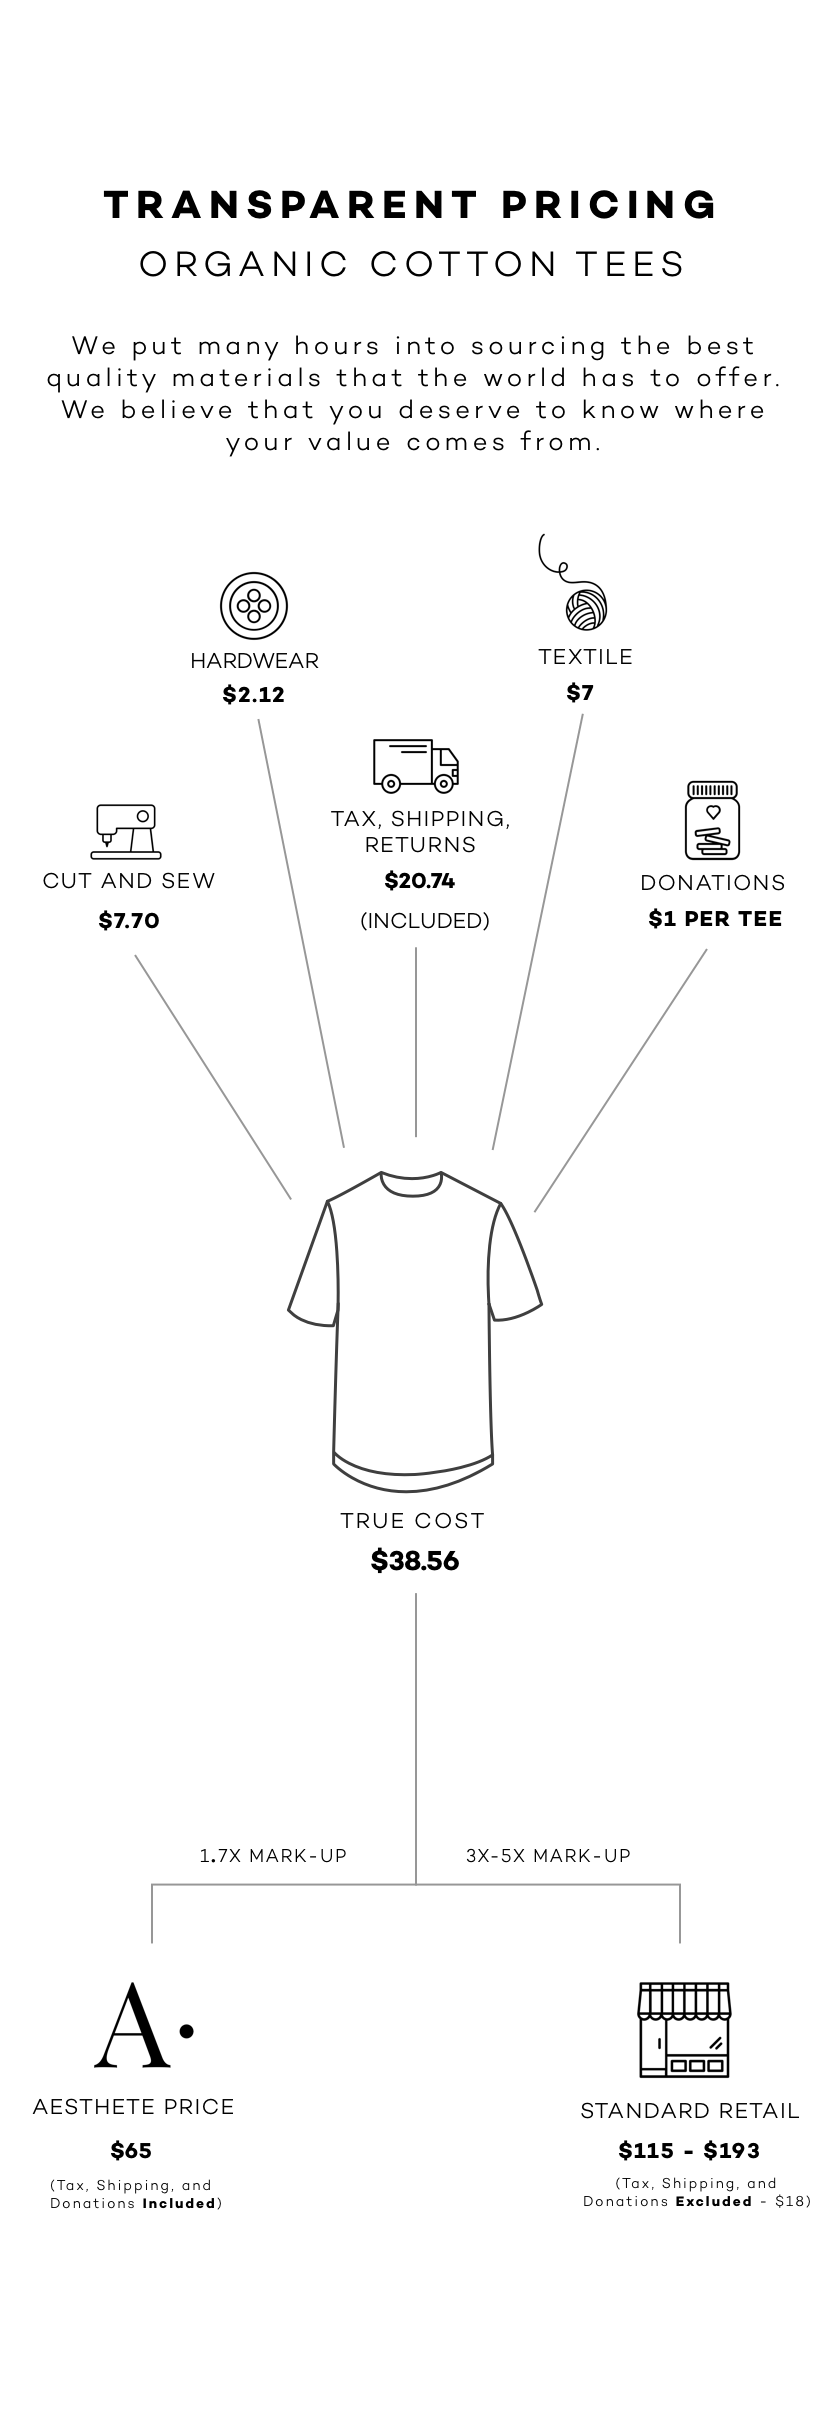 TRANSPARENT PRICING
ORGANIC COTTON TEES
We put many hours into sourcing the best
quality materials that the world has to offer.
We believe that you deserve to know where
your value comes from.
HARDWEAR
$2.12
TEXTILE
$7
CUT AND SEW
$7.70
TAX, SHIPPING,
RETURNS
$20.74
(INCLUDED)
DONATIONS
$1 PER TEE
TRUE COST
$38.56
1.7X MARK-UP
3X-5X MARK-UP
A.
AESTHETE PRICE
$65
(Tax, Shipping, and
Donations Included)
STANDARD RETAIL
$115 - $193
(Tax, Shipping, and
Donations Excluded - $18)